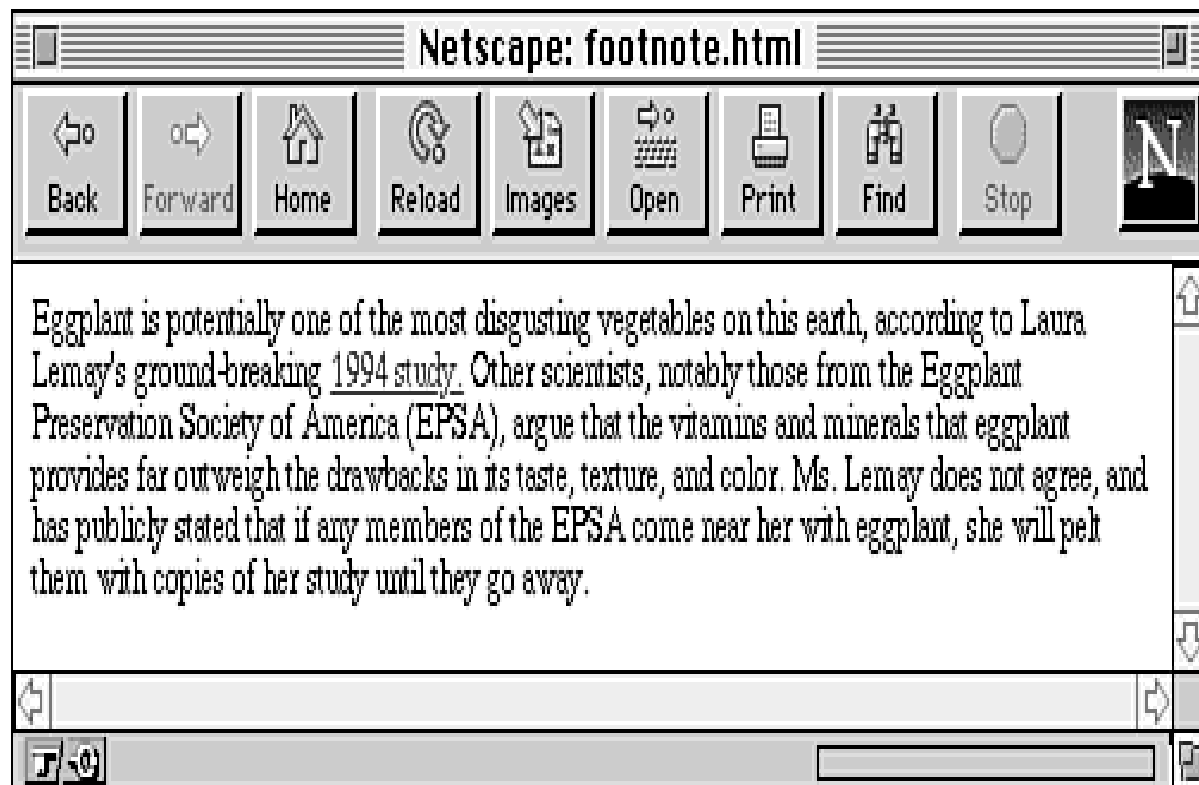 Netscape: footnote.html
Back Forward Home Reload Images Open Print Find Stop N
Eggplant is potentially one of the most disgusting vegetables on this earth, according to Laura
Lemay's ground-breaking 1994 study. Other scientists, notably those from the Eggplant
Preservation Society of America (EPSA), argue that the vitamins and minerals that eggplant
provides far outweigh the drawbacks in its taste, texture, and color. Ms. Lemay does not agree, and
has publicly stated that if any members of the EPSA come near her with eggplant, she will pelt
them with copies of her study until they go away.